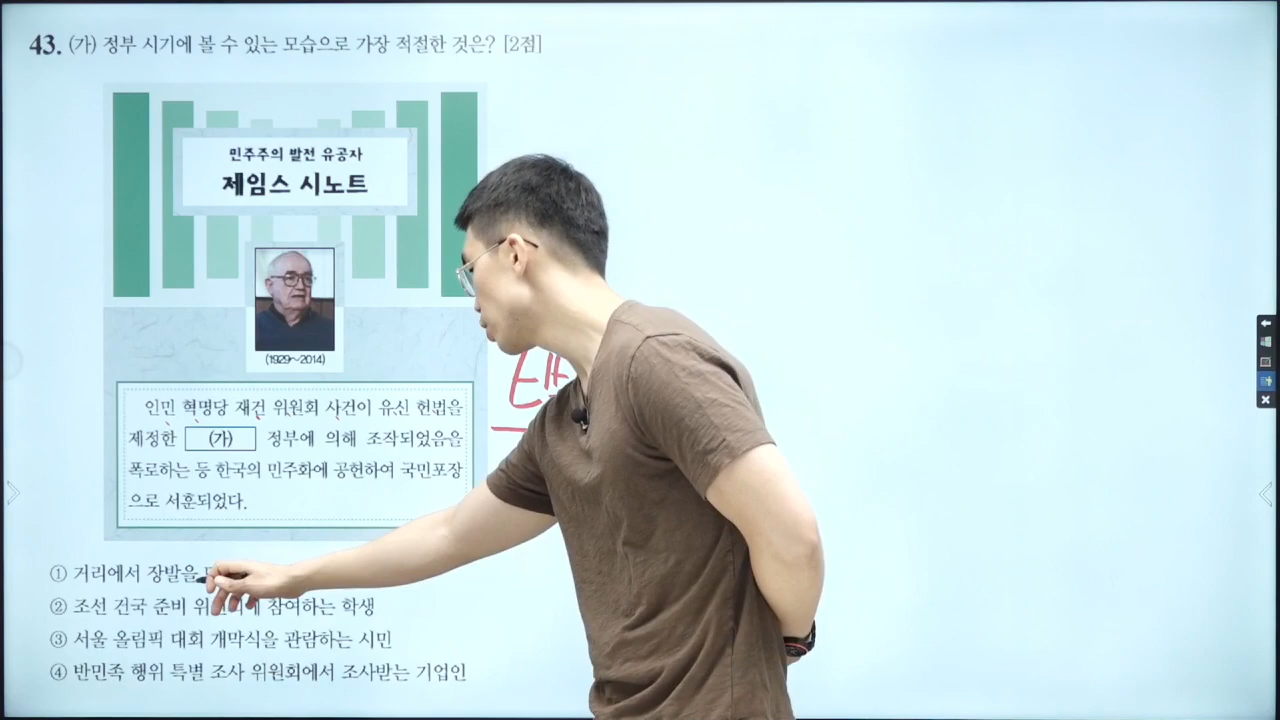 43. (가) 정부 시기에 볼 수 있는 모습으로 가장 적절한 것은? [2점]
민주주의 발전 유공자
제임스 시노트
(1929~2014)
인민 혁명당 재건 위원회 사건이 유신 헌법을
제정한 (가) 정부에 의해 조작되었음을
폭로하는 등 한국의 민주화에 공헌하여 국민포장
으로 서훈되었다.
① 거리에서 장발을
② 조선 건국 준비 참여하는 학생
③ 서울 올림픽 대회 개막식을 관람하는 시민
④ 반민족 행위 특별 조사 위원회에서 조사받는 기업인